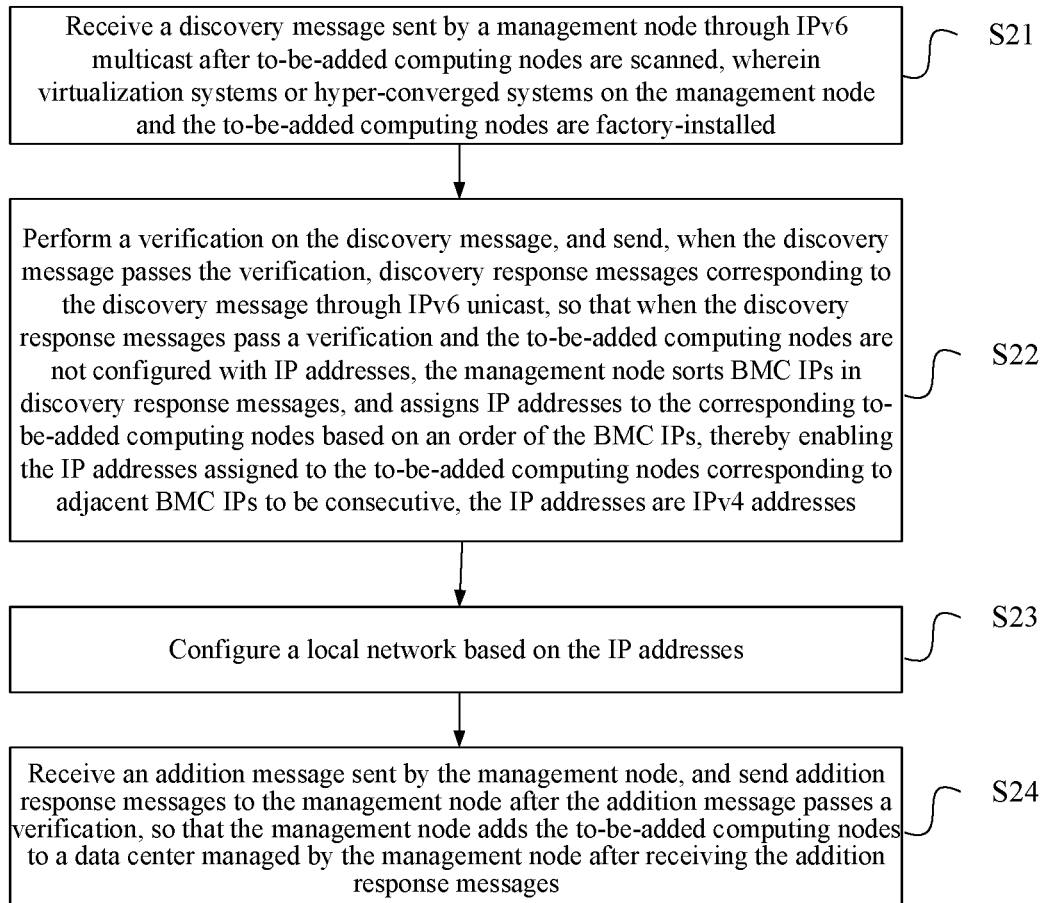 Receive a discovery message sent by a management node through IPv6
multicast after to-be-added computing nodes are scanned, wherein
virtualization systems or hyper-converged systems on the management node
and the to-be-added computing nodes are factory-installed
S21
Perform a verification on the discovery message, and send, when the discovery
message passes the verification, discovery response messages corresponding to
the discovery message through IPv6 unicast, so that when the discovery
response messages pass a verification and the to-be-added computing nodes are
not configured with IP addresses, the management node sorts BMC IPs in
discovery response messages, and assigns IP addresses to the corresponding to-
be-added computing nodes based on an order of the BMC IPs, thereby enabling
the IP addresses assigned to the to-be-added computing nodes corresponding to
adjacent BMC IPs to be consecutive, the IP addresses are IPv4 addresses
S22
Configure a local network based on the IP addresses
S23
Receive an addition message sent by the management node, and send addition
response messages to the management node after the addition message passes a
verification, so that the management node adds the to-be-added computing nodes
to a data center managed by the management node after receiving the addition
response messages
S24